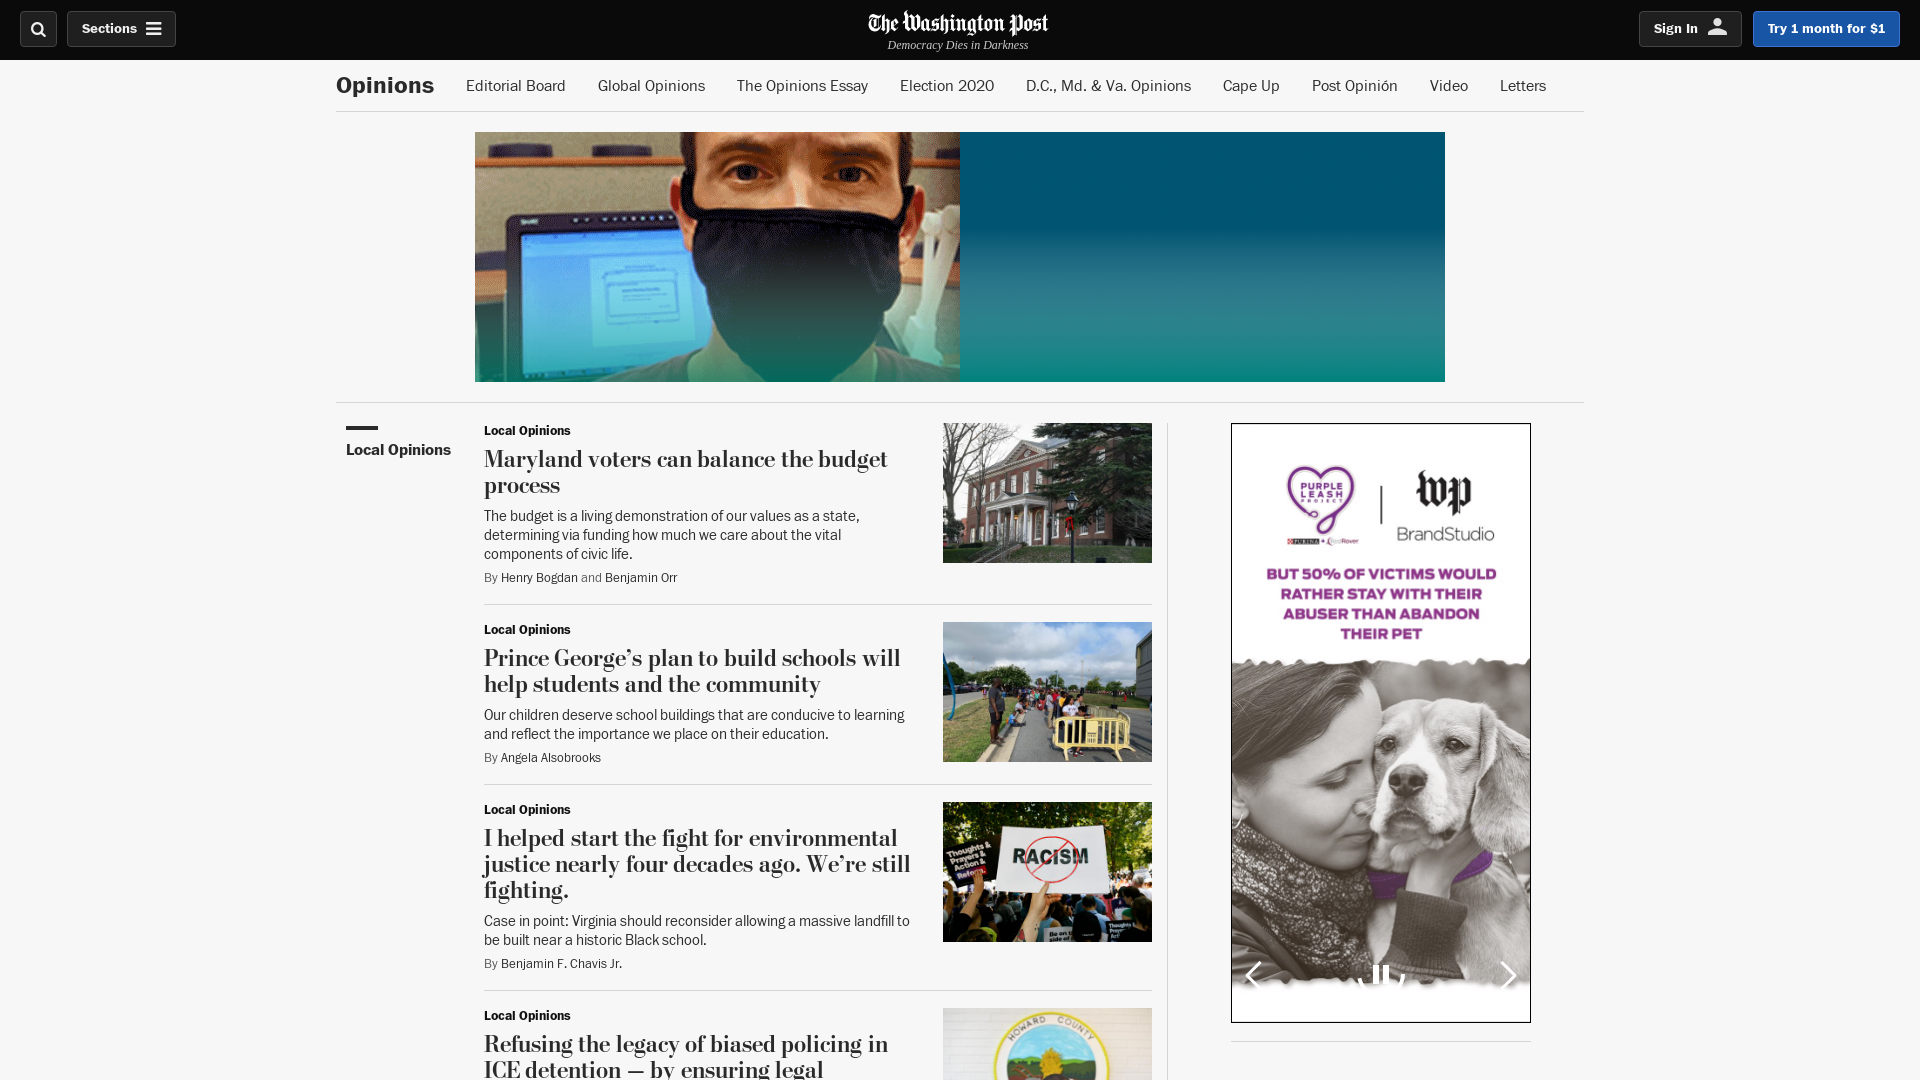 Sections
The Washington Post
Democracy Dies in Darkness
Sign In
Try 1 month for $1
Opinions
Editorial Board
Global Opinions
The Opinions Essay
Election 2020
D.C., Md. & Va. Opinions
Cape Up
Post Opinión
Video
Letters
Local Opinions
Local Opinions
Maryland voters can balance the budget
process
The budget is a living demonstration of our values as a state,
determining via funding how much we care about the vital
components of civic life.
By Henry Bogdan and Benjamin Orr
Local Opinions
Prince George’s plan to build schools will
help students and the community
Our children deserve school buildings that are conducive to learning
and reflect the importance we place on their education.
By Angela Alsobrooks
Local Opinions
I helped start the fight for environmental
justice nearly four decades ago. We’re still
fighting.
Case in point: Virginia should reconsider allowing a massive landfill to
be built near a historic Black school.
By Benjamin F. Chavis Jr.
Thoughts &
Prayers &
Action &
Reform.
RACISM
Local Opinions
Refusing the legacy of biased policing in
ICE detention — by ensuring legal
HOWARD COUNTY
PURPLE
LEASH
PROJECT
PURINA + RedRover
wp
BrandStudio
BUT 50% OF VICTIMS WOULD
RATHER STAY WITH THEIR
ABUSER THAN ABANDON
THEIR PET